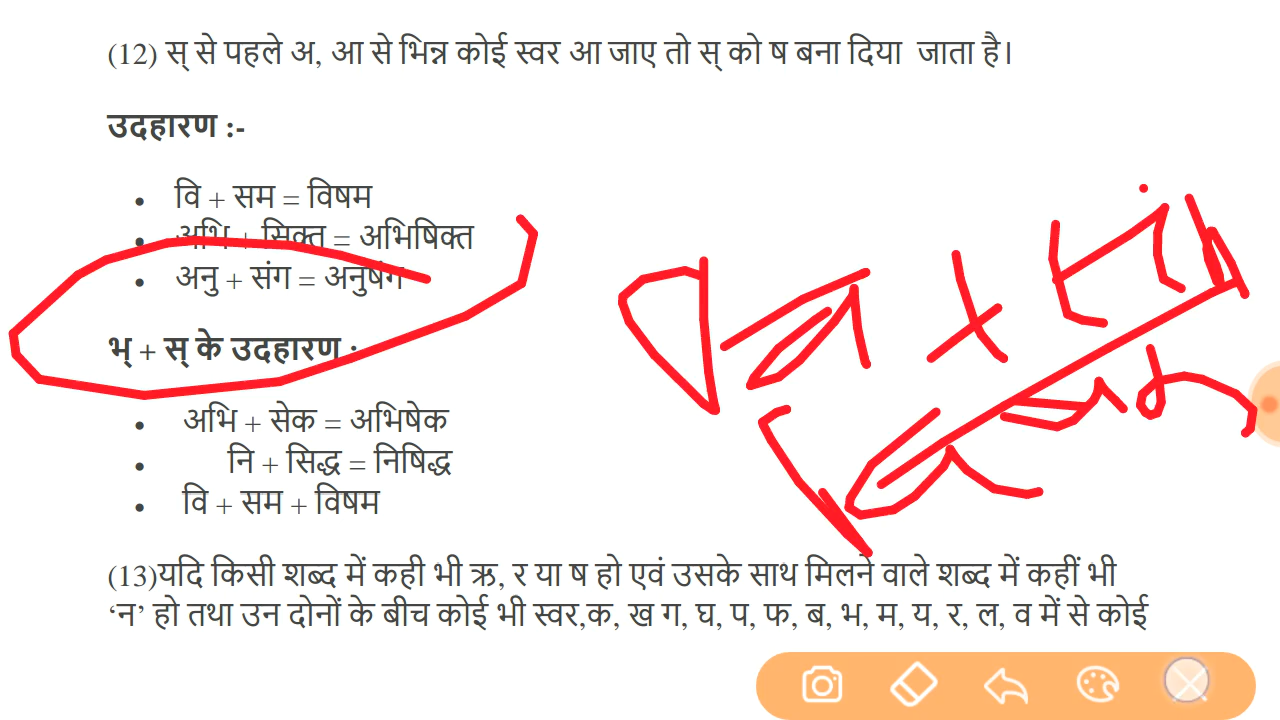 (12) स् से पहले अ, आ से भिन्न कोई स्वर आ जाए तो स् को ष बना दिया जाता है।
उदहारण :-
• वि + सम = विषम
• अभि + सिक्त = अभिषिक्त
• अनु + संग = अनुषंग
भ् + स् के उदहारण :
• अभि + सेक = अभिषेक
• नि + सिद्ध = निषिद्ध
• वि + सम + विषम
(13)यदि किसी शब्द में कही भी ऋ, र या ष हो एवं उसके साथ मिलने वाले शब्द में कहीं भी
‘न’ हो तथा उन दोनों के बीच कोई भी स्वर,क, ख ग, घ, प, फ, ब, भ, म, य, र, ल, व में से कोई